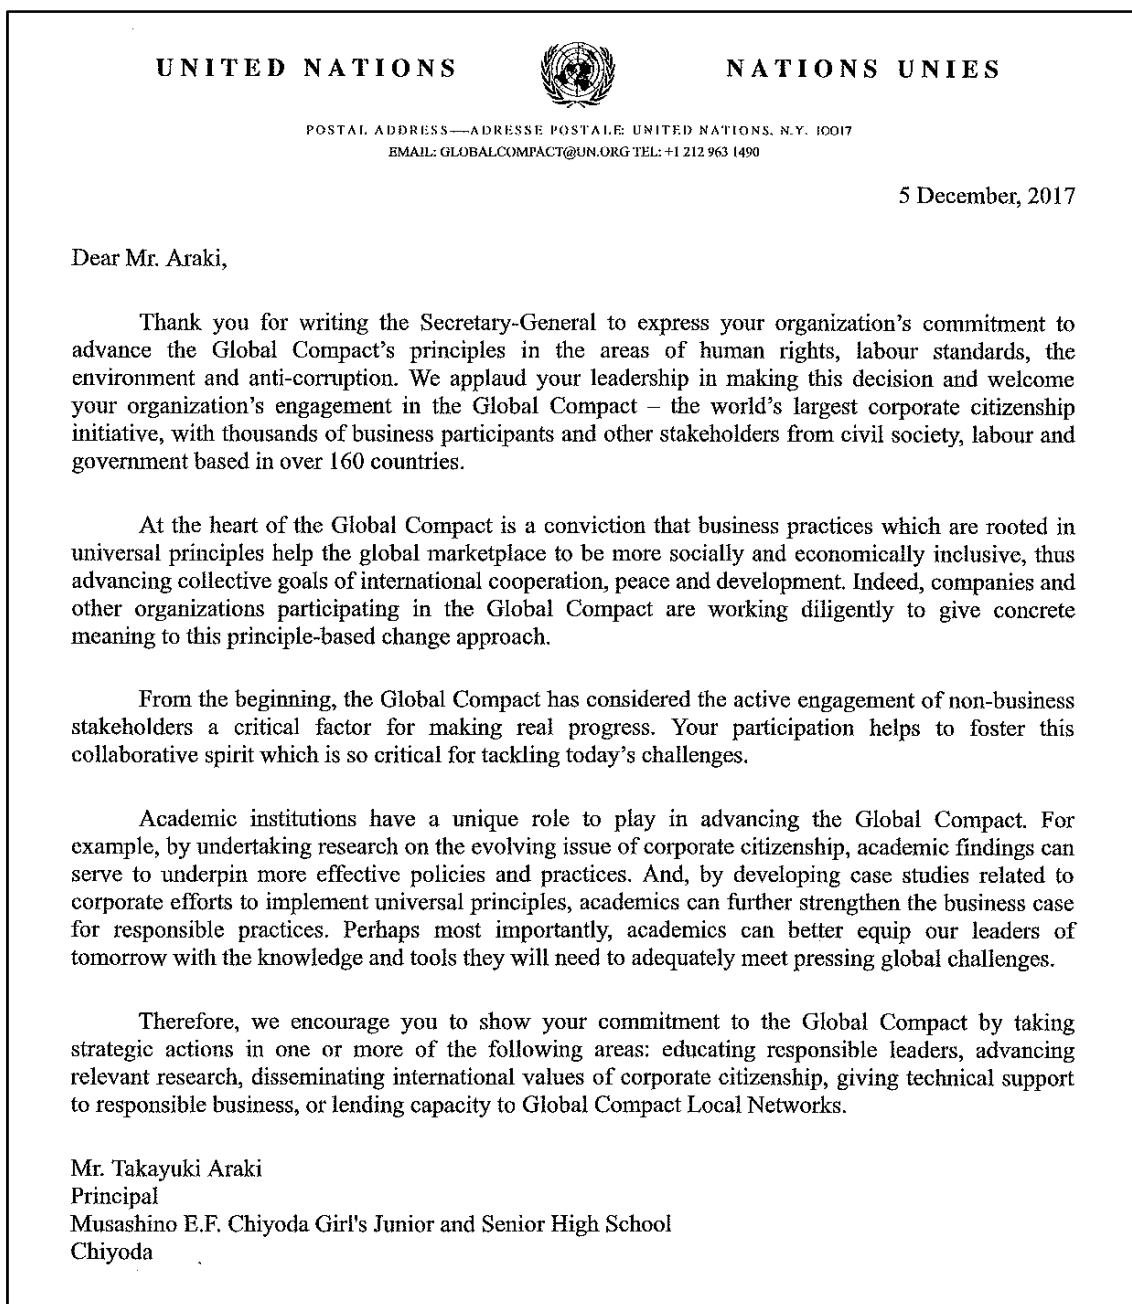 UNITED NATIONS NATIONS UNIES
POSTAL ADDRESS—ADRESSE POSTALE: UNITED NATIONS, N.Y. 10017
EMAIL: GLOBALCOMPACT@UN.ORG TEL: +1 212 963 1490
5 December, 2017
Dear Mr. Araki,
Thank you for writing the Secretary-General to express your organization's commitment to
advance the Global Compact's principles in the areas of human rights, labour standards, the
environment and anti-corruption. We applaud your leadership in making this decision and welcome
your organization's engagement in the Global Compact – the world's largest corporate citizenship
initiative, with thousands of business participants and other stakeholders from civil society, labour and
government based in over 160 countries.
At the heart of the Global Compact is a conviction that business practices which are rooted in
universal principles help the global marketplace to be more socially and economically inclusive, thus
advancing collective goals of international cooperation, peace and development. Indeed, companies and
other organizations participating in the Global Compact are working diligently to give concrete
meaning to this principle-based change approach.
From the beginning, the Global Compact has considered the active engagement of non-business
stakeholders a critical factor for making real progress. Your participation helps to foster this
collaborative spirit which is so critical for tackling today's challenges.
Academic institutions have a unique role to play in advancing the Global Compact. For
example, by undertaking research on the evolving issue of corporate citizenship, academic findings can
serve to underpin more effective policies and practices. And, by developing case studies related to
corporate efforts to implement universal principles, academics can further strengthen the business case
for responsible practices. Perhaps most importantly, academics can better equip our leaders of
tomorrow with the knowledge and tools they will need to adequately meet pressing global challenges.
Therefore, we encourage you to show your commitment to the Global Compact by taking
strategic actions in one or more of the following areas: educating responsible leaders, advancing
relevant research, disseminating international values of corporate citizenship, giving technical support
to responsible business, or lending capacity to Global Compact Local Networks.
Mr. Takayuki Araki
Principal
Musashino E.F. Chiyoda Girl's Junior and Senior High School
Chiyoda